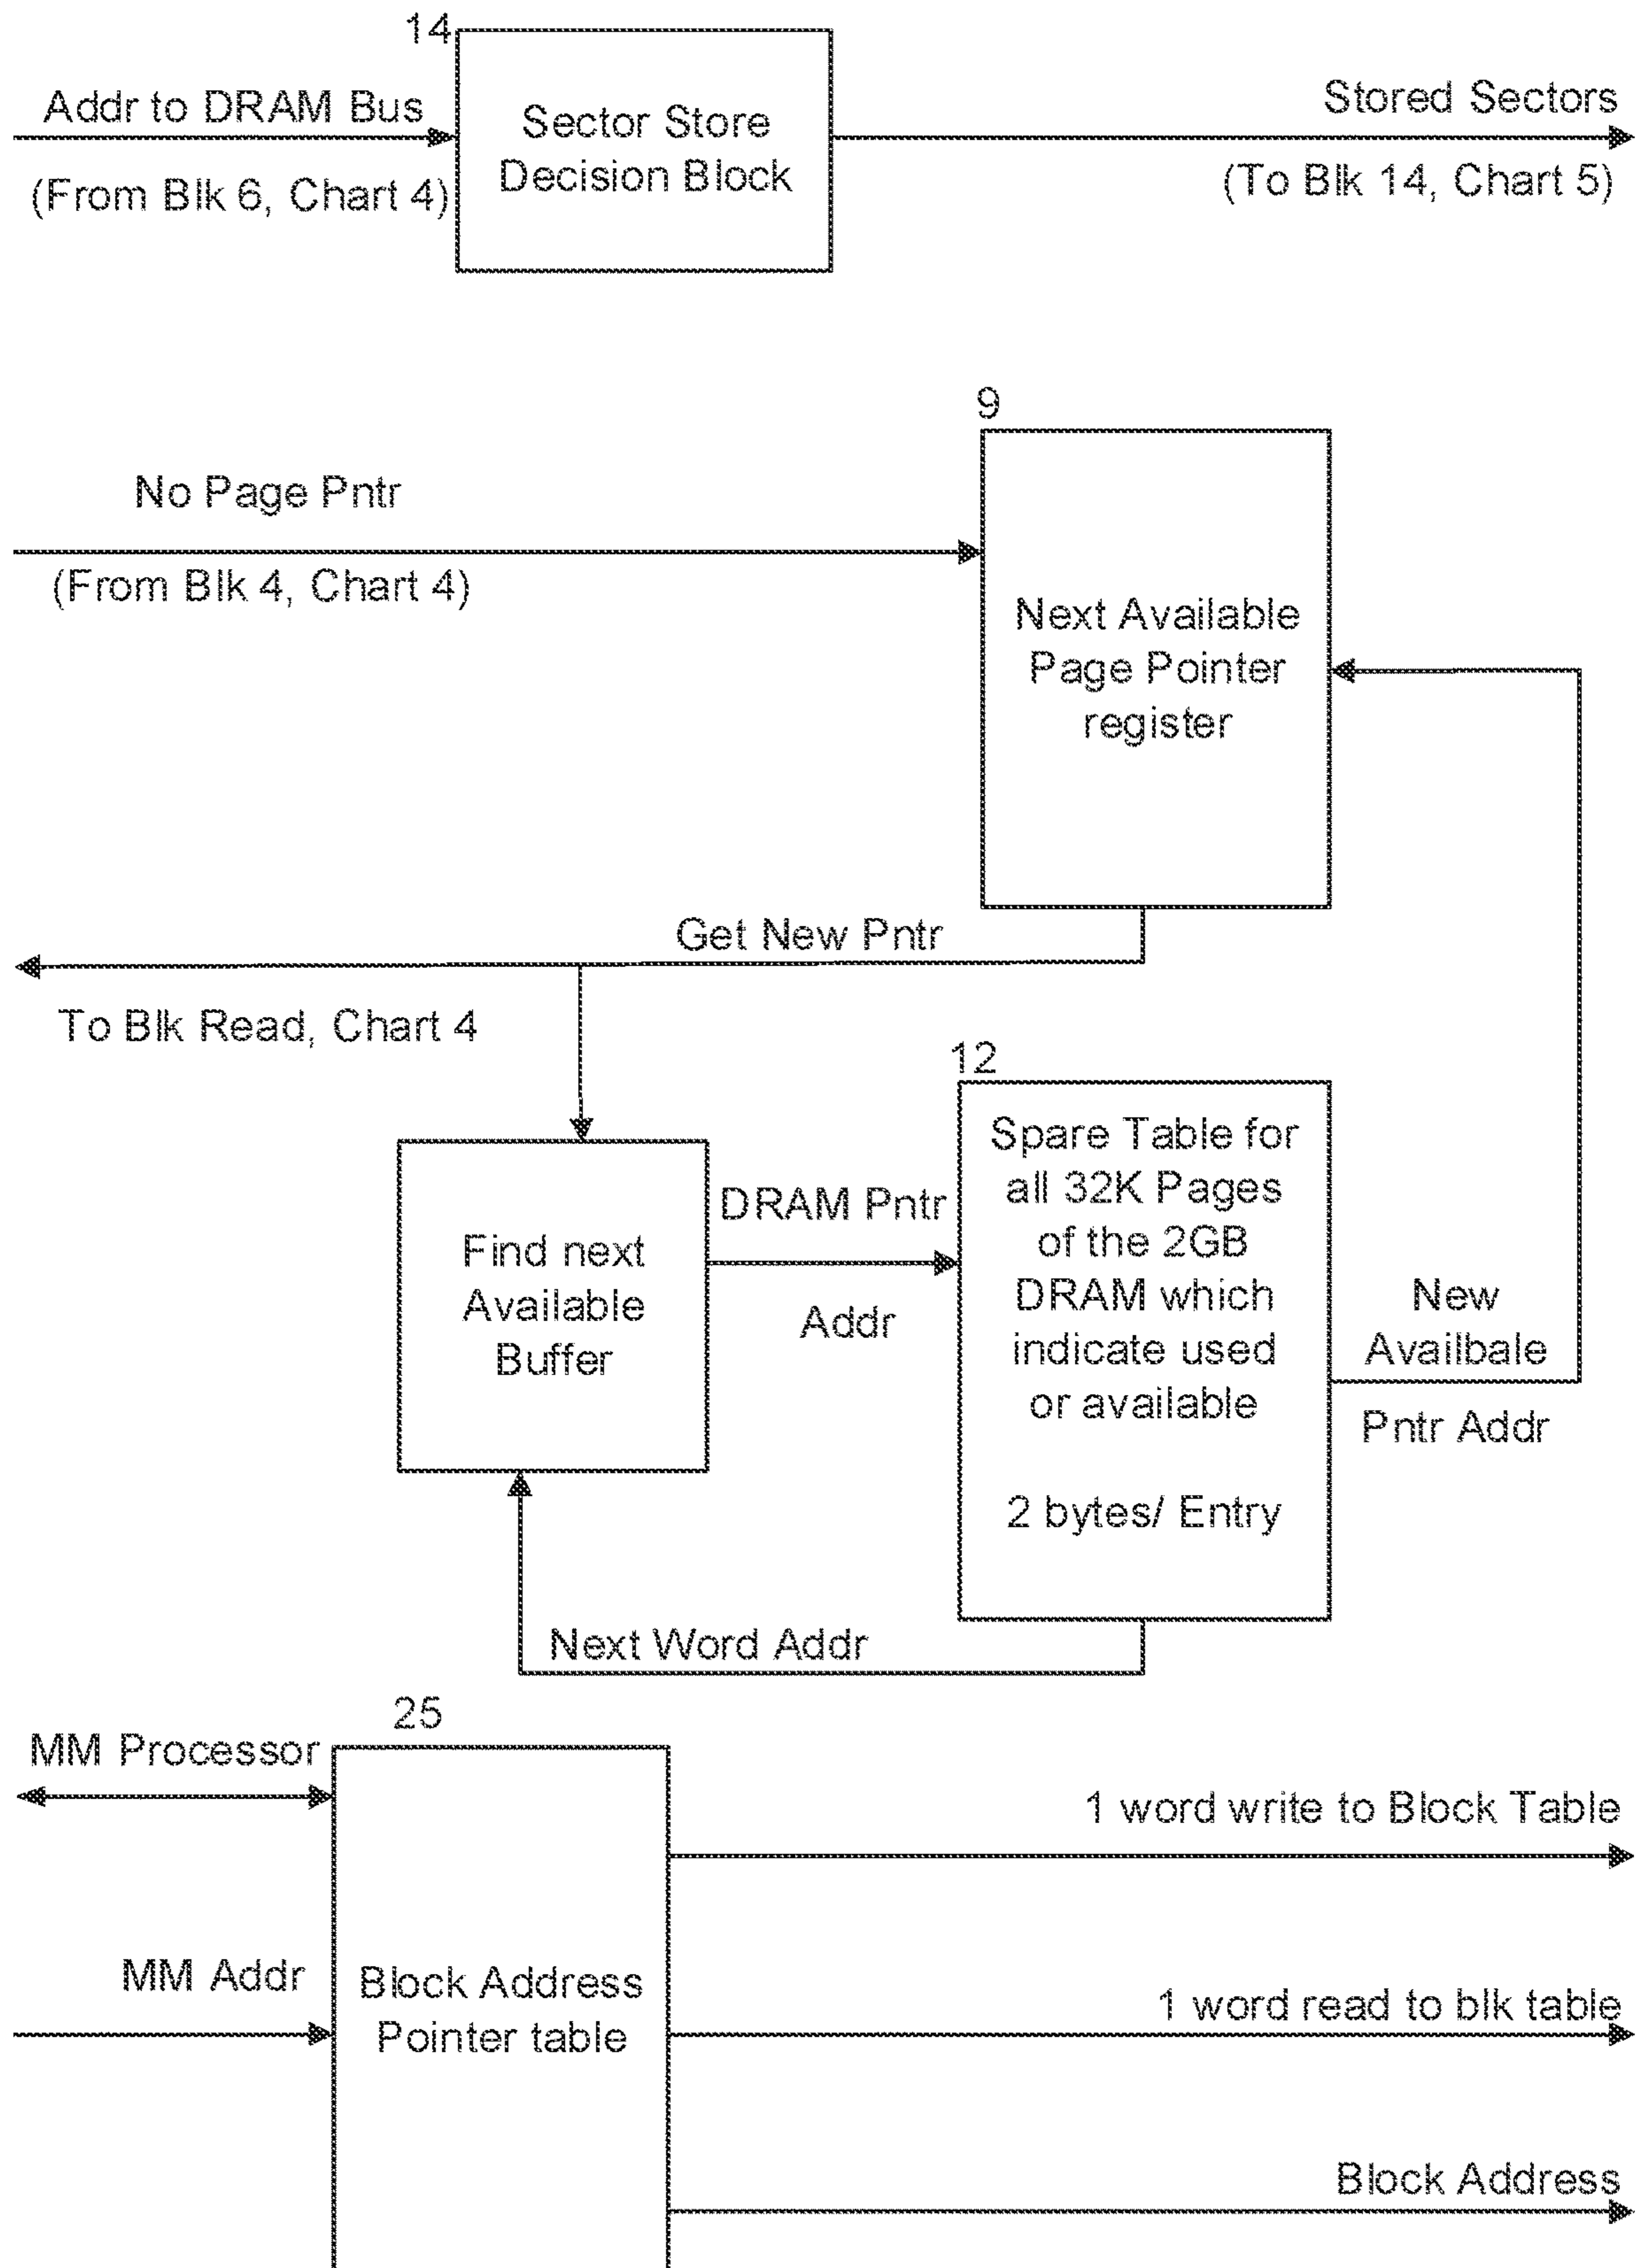 14
Addr to DRAM Bus
(From Blk 6, Chart 4)
Sector Store
Decision Block
Stored Sectors
(To Blk 14, Chart 5)
9
No Page Pntr
(From Blk 4, Chart 4)
Next Available
Page Pointer
register
Get New Pntr
To Blk Read, Chart 4
12
Find next
Available
Buffer
DRAM Pntr
Addr
Spare Table for
all 32K Pages
of the 2GB
DRAM which
indicate used
or available
2 bytes/ Entry
New
Availbale
Pntr Addr
Next Word Addr
25
MM Processor
MM Addr
Block Address
Pointer table
1 word write to Block Table
1 word read to blk table
Block Address